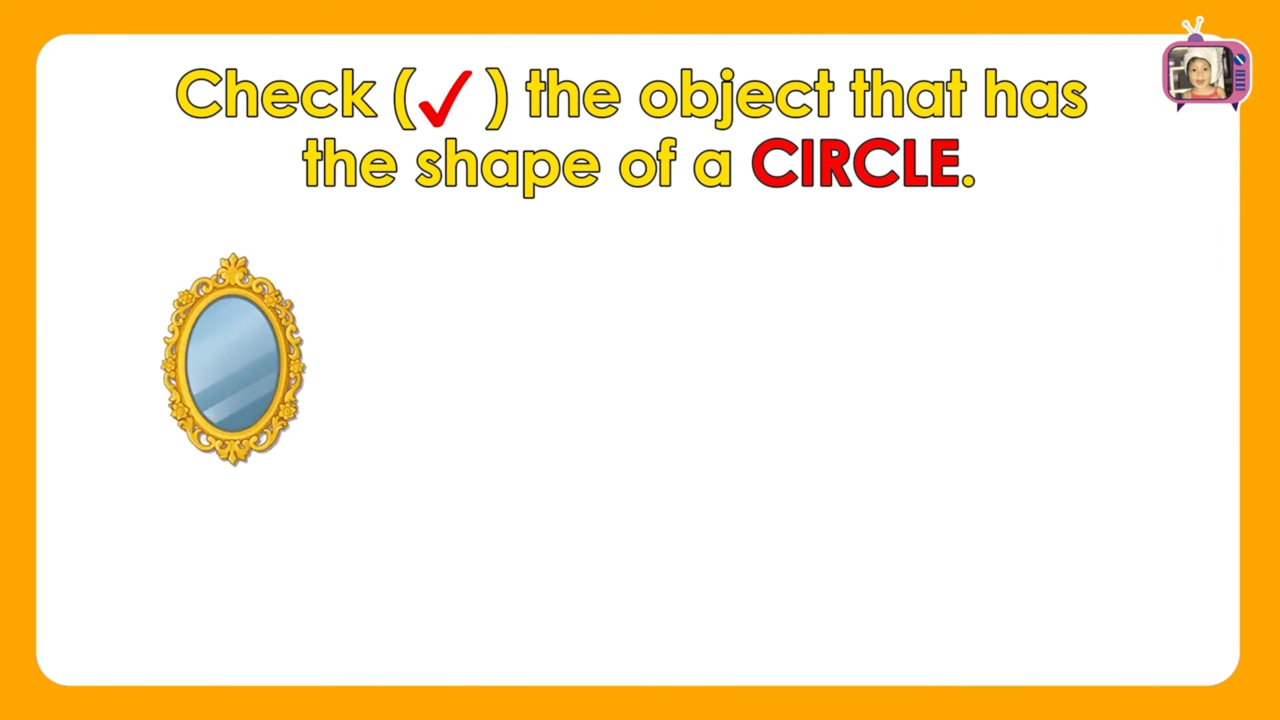 Check (✓) the object that has
the shape of a CIRCLE.